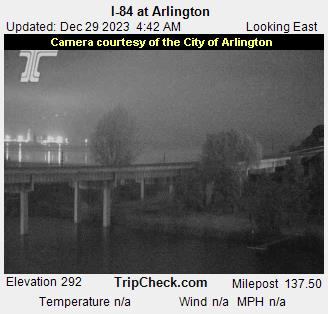 I-84 at Arlington
Updated: Dec 29 2023 4:42 AM Looking East
Camera courtesy of the City of Arlington
Elevation 292 TripCheck.com Milepost 137.50
Temperature n/a Wind n/a MPH n/a